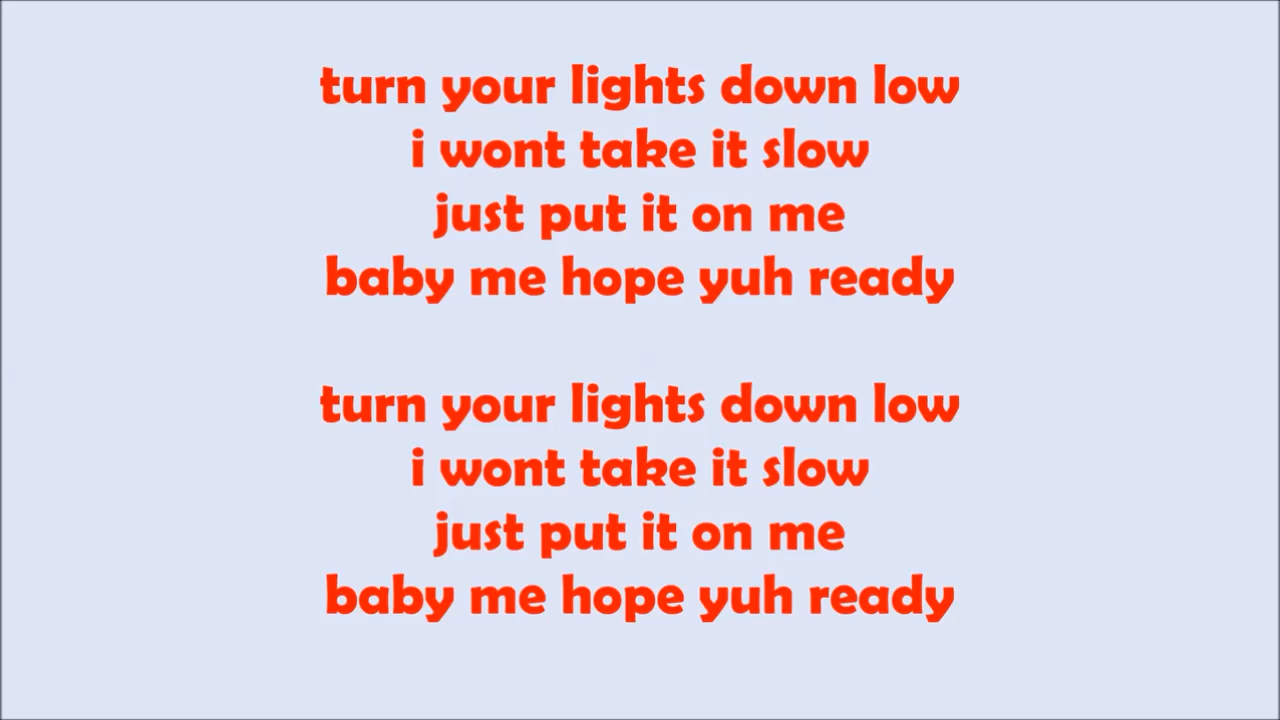 turn your lights down low
i wont take it slow
just put it on me
baby me hope yuh ready
turn your lights down low
i wont take it slow
just put it on me
baby me hope yuh ready